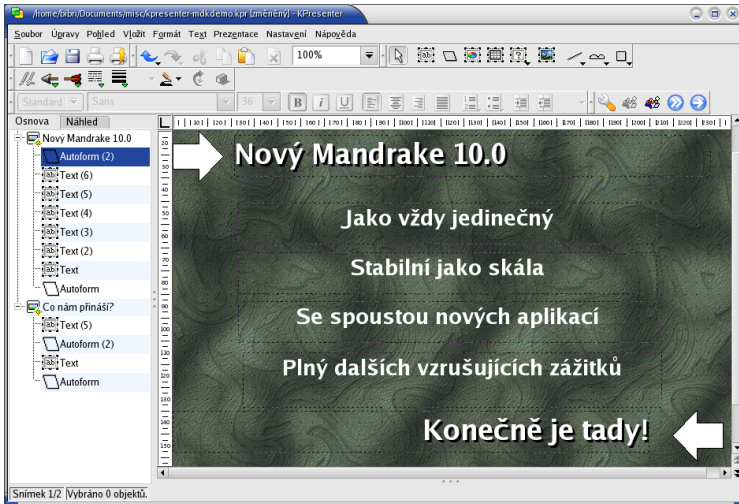 /home/bibri/Documents/misc/kpresenter-mdkdemo.kpr [změněný] - KPresenter
Soubor Úpravy Pohled Vložit Formát Text Prezentace Nastavení Nápověda
100%
Standard Sans 36 B i U
Osnova Náhled
Nový Mandrake 10.0
Autoform (2)
Text (6)
Text (5)
Text (4)
Text (3)
Text (2)
Text
Autoform
Co nám přináší?
Text (5)
Autoform (2)
Text
Autoform
Nový Mandrake 10.0
Jako vždy jedinečný
Stabilní jako skála
Se spoustou nových aplikací
Plný dalších vzrušujících zážitků
Konečně je tady!
Snímek 1/2 Vybráno 0 objektů.